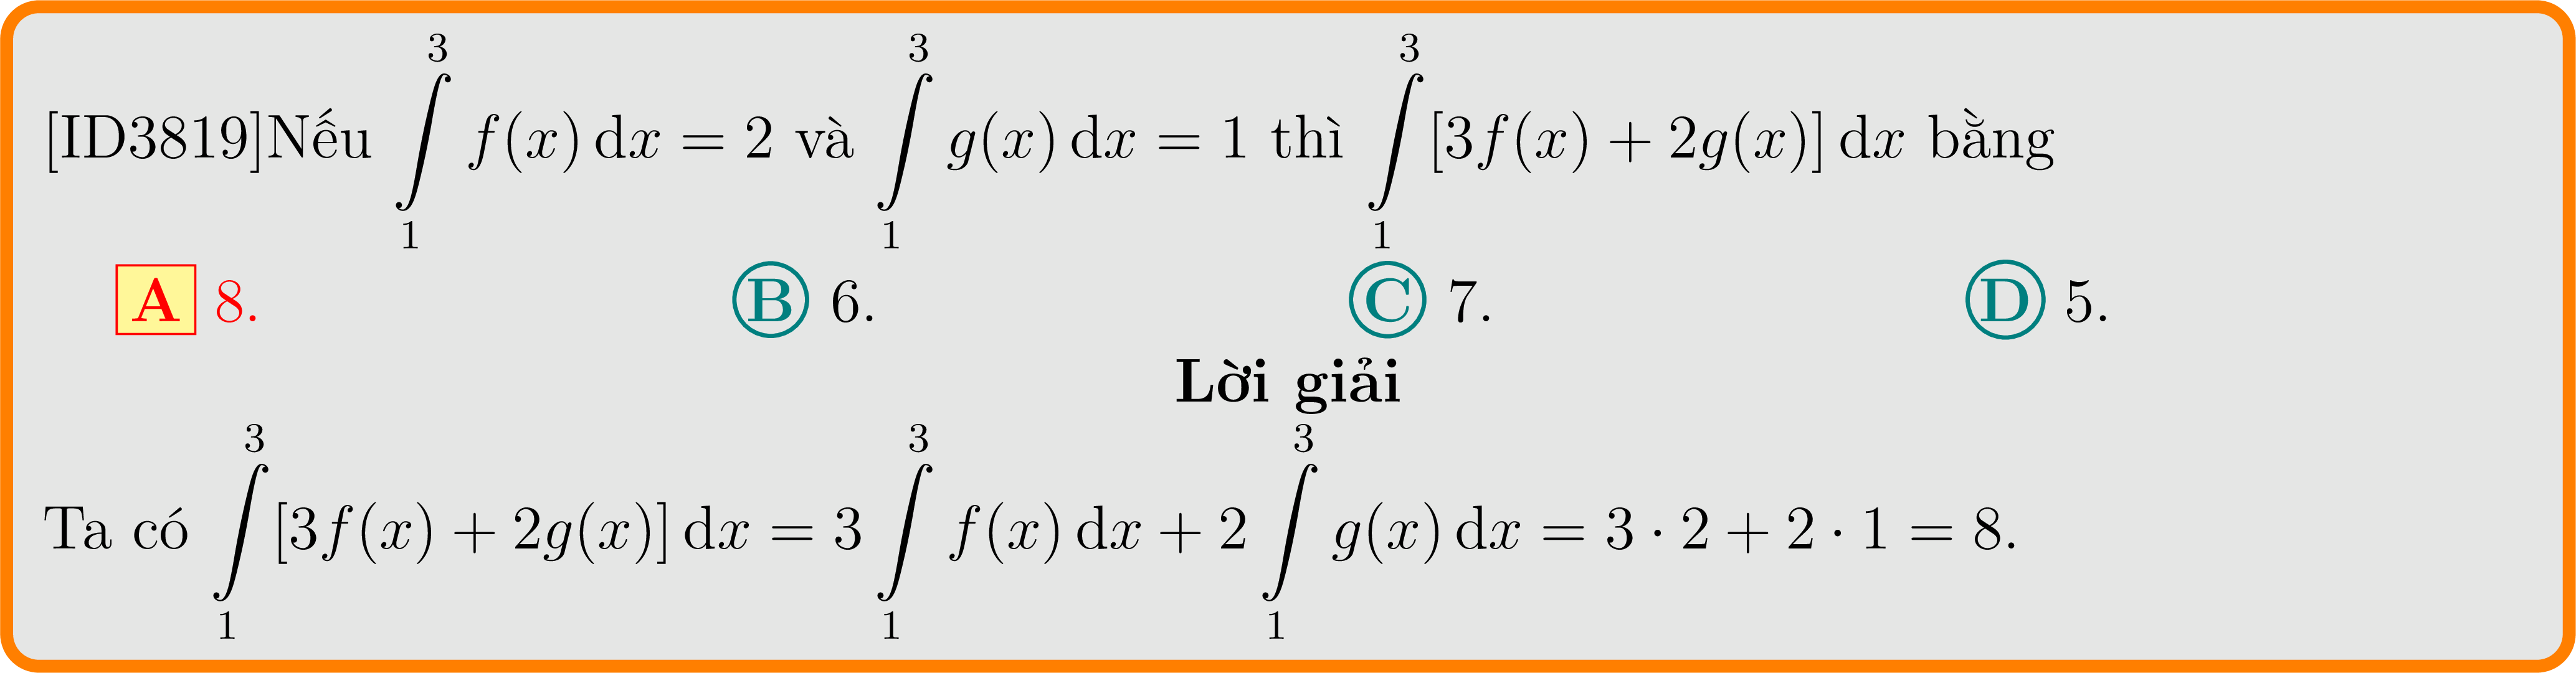 [ID3819]Nếu $\int\limits_1^3 f(x)\,\mathrm{d}x = 2$ và $\int\limits_1^3 g(x)\,\mathrm{d}x = 1$ thì $\int\limits_1^3 [3f(x) + 2g(x)]\,\mathrm{d}x$ bằng
A 8. B 6. C 7. D 5.
Lời giải
Ta có $\int\limits_1^3 [3f(x) + 2g(x)]\,\mathrm{d}x = 3\int\limits_1^3 f(x)\,\mathrm{d}x + 2\int\limits_1^3 g(x)\,\mathrm{d}x = 3 \cdot 2 + 2 \cdot 1 = 8.$